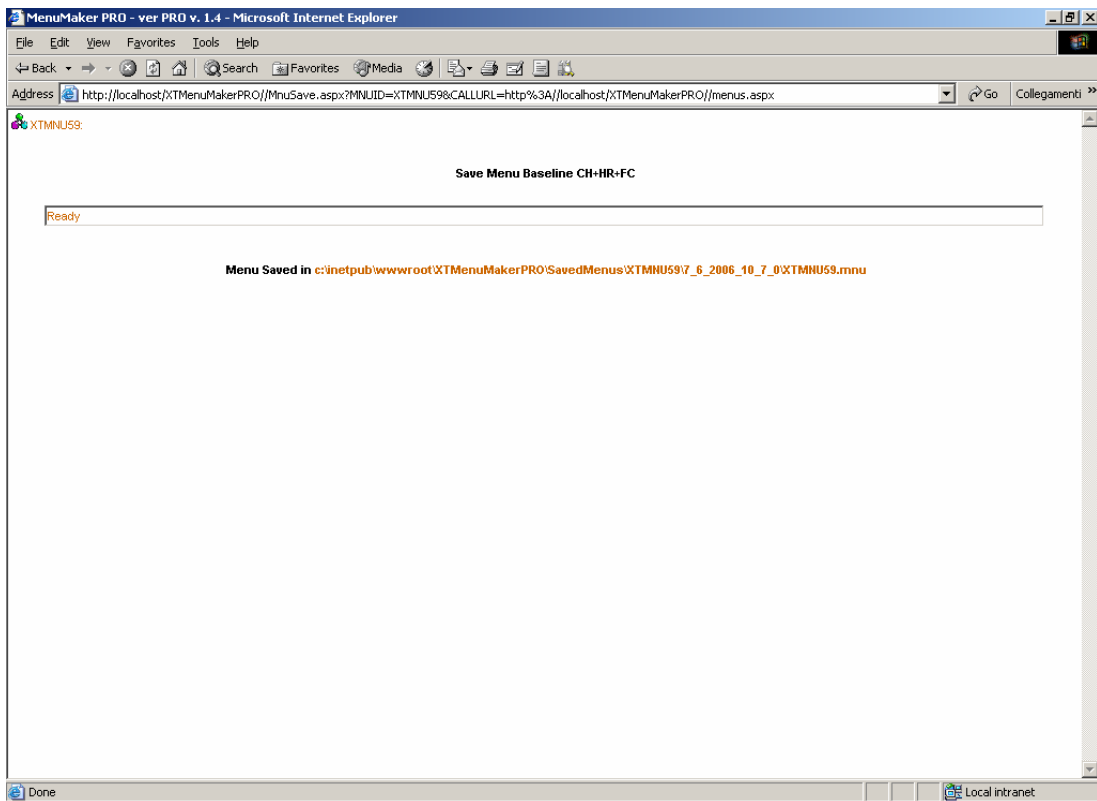 MenuMaker PRO - ver PRO v. 1.4 - Microsoft Internet Explorer
File Edit View Favorites Tools Help
Back Search Favorites Media
Address http://localhost/XTMenuMakerPRO//MnuSave.aspx?MNUID=XTMNU59&CALLURL=http%3A//localhost/XTMenuMakerPRO//menus.aspx Go Collegamenti »
XTMNU59:
Save Menu Baseline CH+HR+FC
Ready
Menu Saved in c:\inetpub\wwwroot\XTMenuMakerPRO\SavedMenus\XTMNU59\7_6_2006_10_7_0\XTMNU59.mnu
Done Local intranet